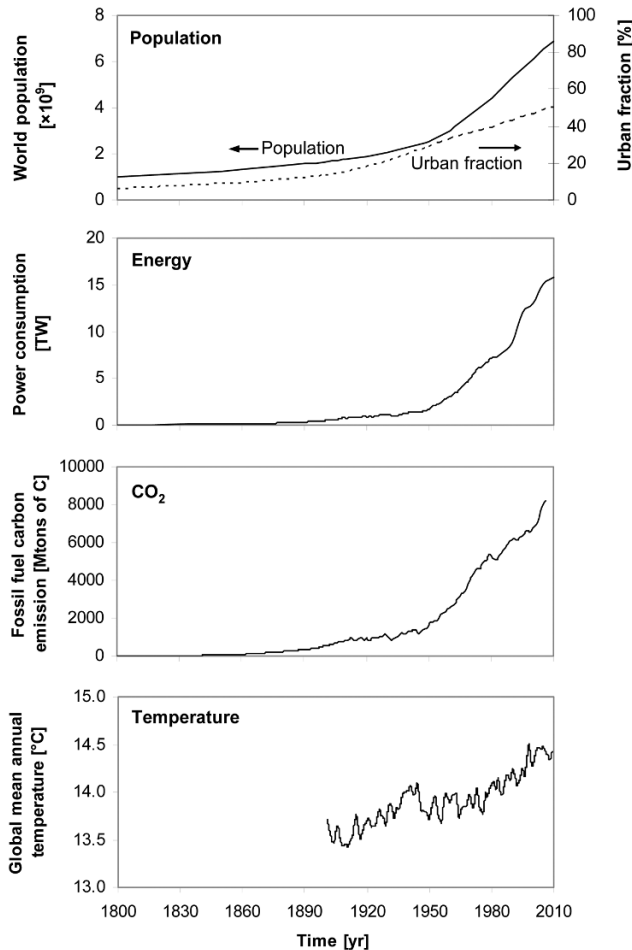 Population
World population
[×10⁹]
8
6
4
2
0
Population
Urban fraction
100
80
60
40
20
0
Urban fraction [%]
Energy
Power consumption
[TW]
20
15
10
5
0
CO₂
Fossil fuel carbon
emission [Mtons of C]
10000
8000
6000
4000
2000
0
Temperature
Global mean annual
temperature [°C]
15.0
14.5
14.0
13.5
13.0
1800 1830 1860 1890 1920 1950 1980 2010
Time [yr]